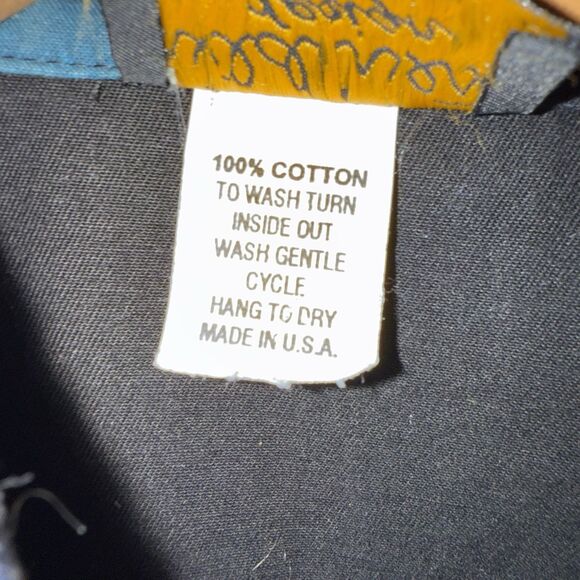 100% COTTON
TO WASH TURN
INSIDE OUT
WASH GENTLE
CYCLE.
HANG TO DRY
MADE IN U.S.A.